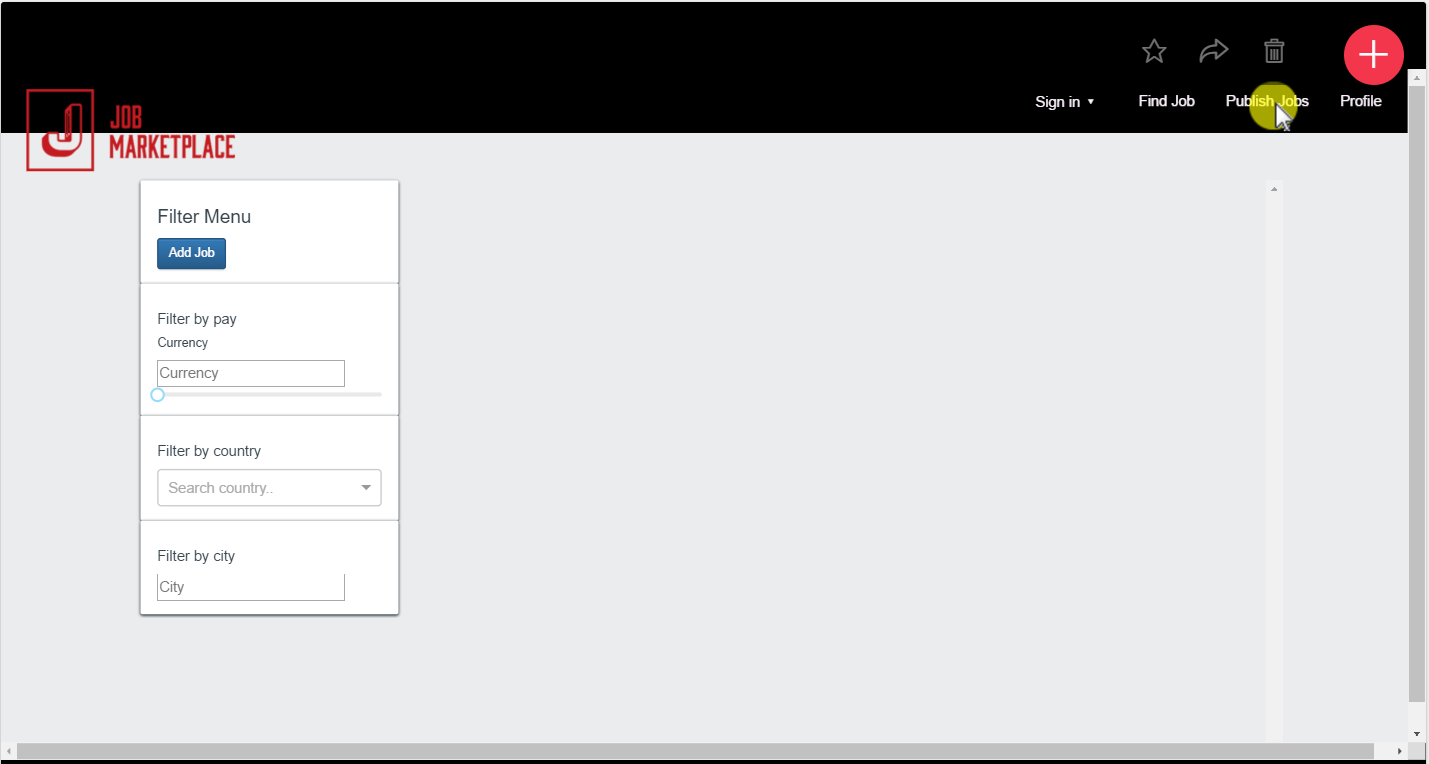 Sign in
Find Job
Publish Jobs
Profile
J
JOB
MARKETPLACE
Filter Menu
Add Job
Filter by pay
Currency
Currency
Filter by country
Search country..
Filter by city
City